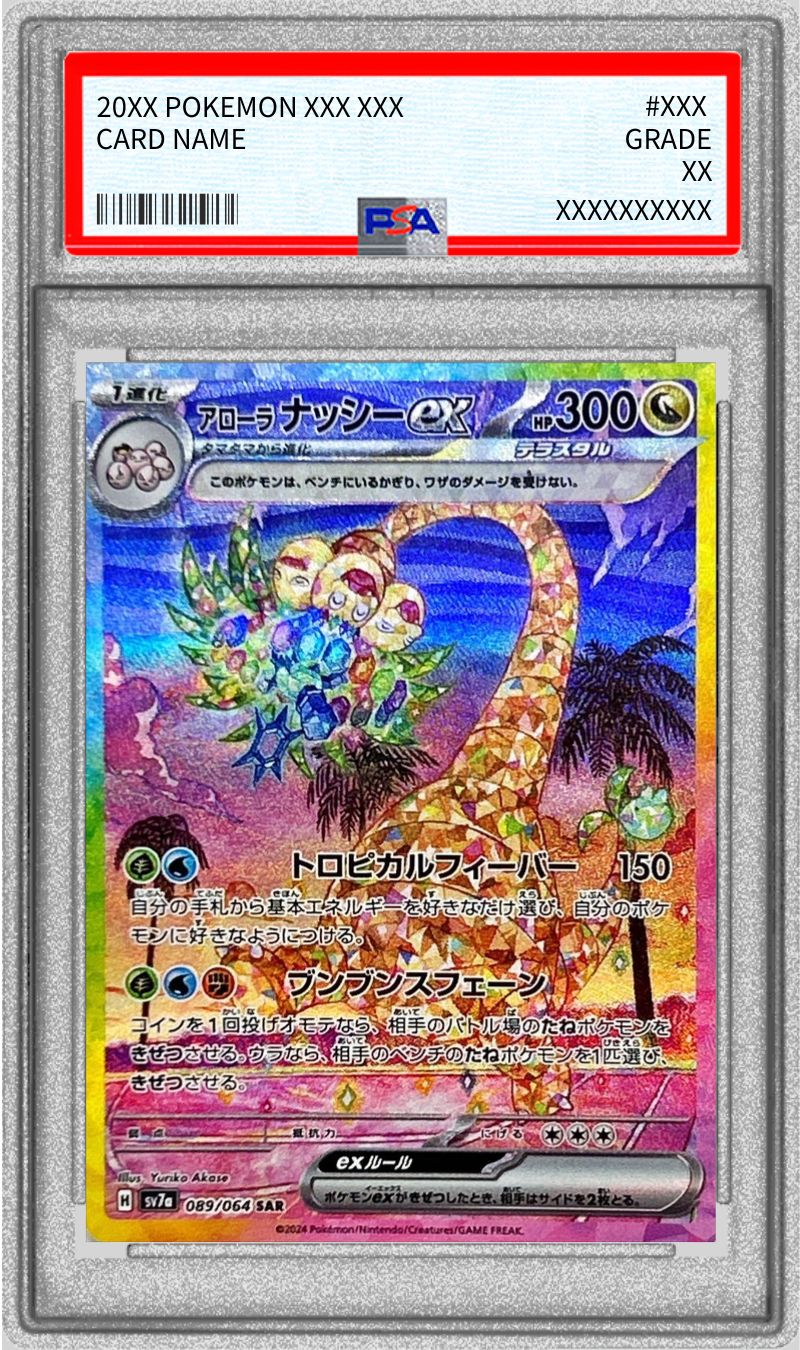 20XX POKEMON XXX XXX #XXX
CARD NAME GRADE
XX
XXXXXXXXXX
PSA
1進化
アローラ ナッシーex HP300
タマタマから進化 テラスタル
このポケモンは、ベンチにいるかぎり、ワザのダメージを受けない。
トロピカルフィーバー 150
自分の手札から基本エネルギーを好きなだけ選び、自分のポケ
モンに好きなようにつける。
ブンブンスフェーン
コインを1回投げオモテなら、相手のバトル場のたねポケモンを
きぜつさせる。ウラなら、相手のベンチのたねポケモンを1匹選び、
きぜつさせる。
弱点 抵抗力 にげる
exルール
ポケモンexがきぜつしたとき、相手はサイドを2枚とる。
Illus. Yuriko Akase
H sv7a 089/064 SAR
©2024 Pokémon/Nintendo/Creatures/GAME FREAK.